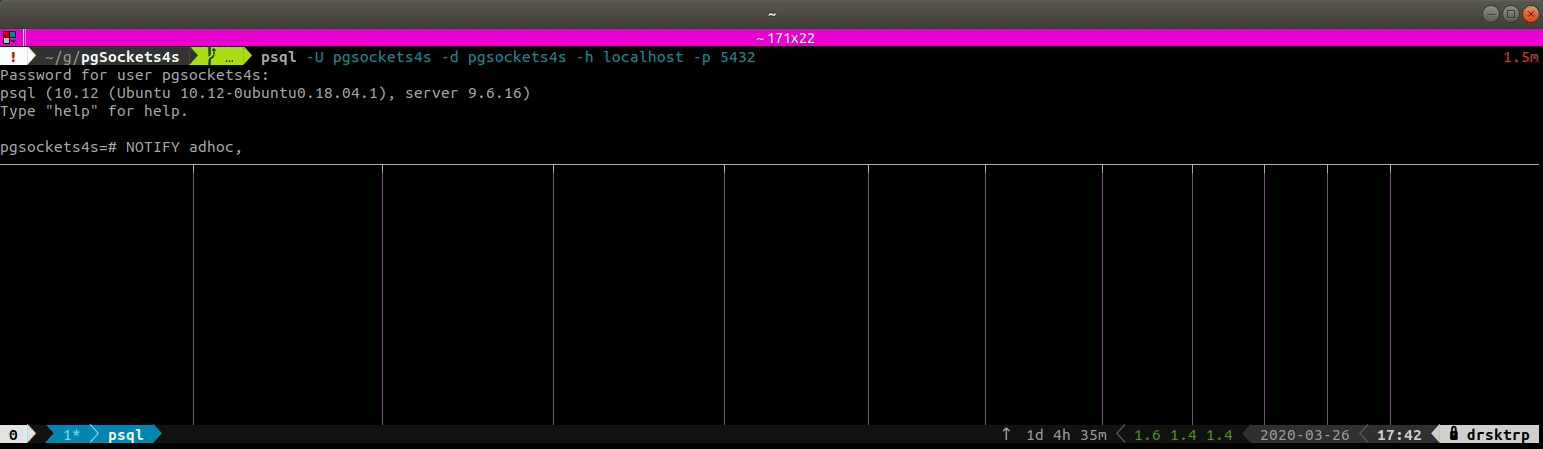 ~
~ 171x22
! ~/g/pgSockets4s … psql -U pgsockets4s -d pgsockets4s -h localhost -p 5432 1.5m
Password for user pgsockets4s:
psql (10.12 (Ubuntu 10.12-0ubuntu0.18.04.1), server 9.6.16)
Type "help" for help.
pgsockets4s=# NOTIFY adhoc,
0 1* psql ↑ 1d 4h 35m 1.6 1.4 1.4 2020-03-26 17:42 drsktrp